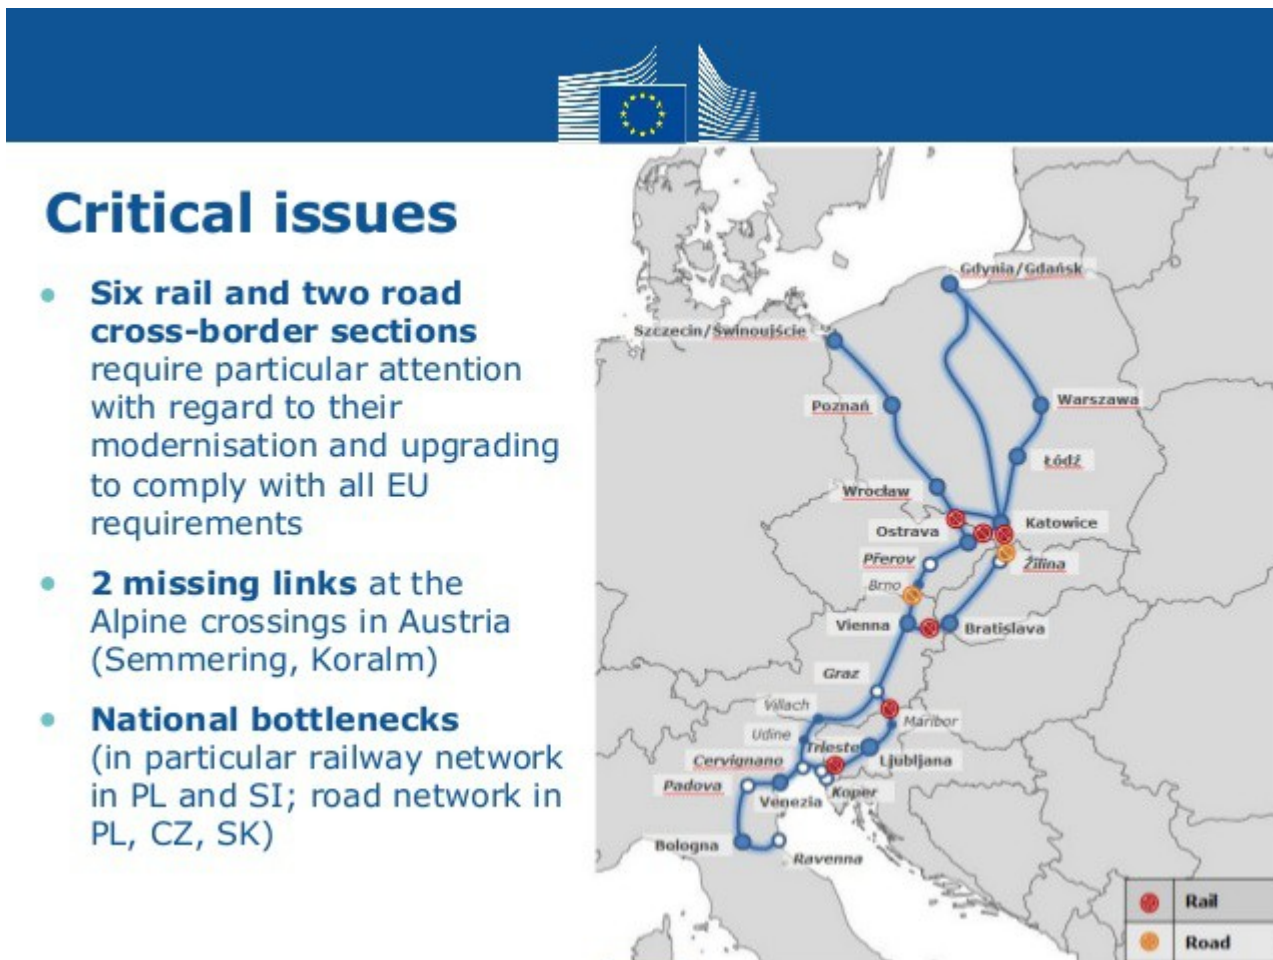 Critical issues
Six rail and two road
cross-border sections
require particular attention
with regard to their
modernisation and upgrading
to comply with all EU
requirements
2 missing links at the
Alpine crossings in Austria
(Semmering, Koralm)
National bottlenecks
(in particular railway network
in PL and SI; road network in
PL, CZ, SK)
Gdynia/Gdańsk
Szczecin/Świnoujście
Poznań
Warszawa
Łódź
Wrocław
Katowice
Ostrava
Přerov
Žilina
Brno
Vienna
Bratislava
Graz
Villach
Maribor
Udine
Trieste
Cervignano
Ljubljana
Padova
Koper
Venezia
Bologna
Ravenna
Rail
Road